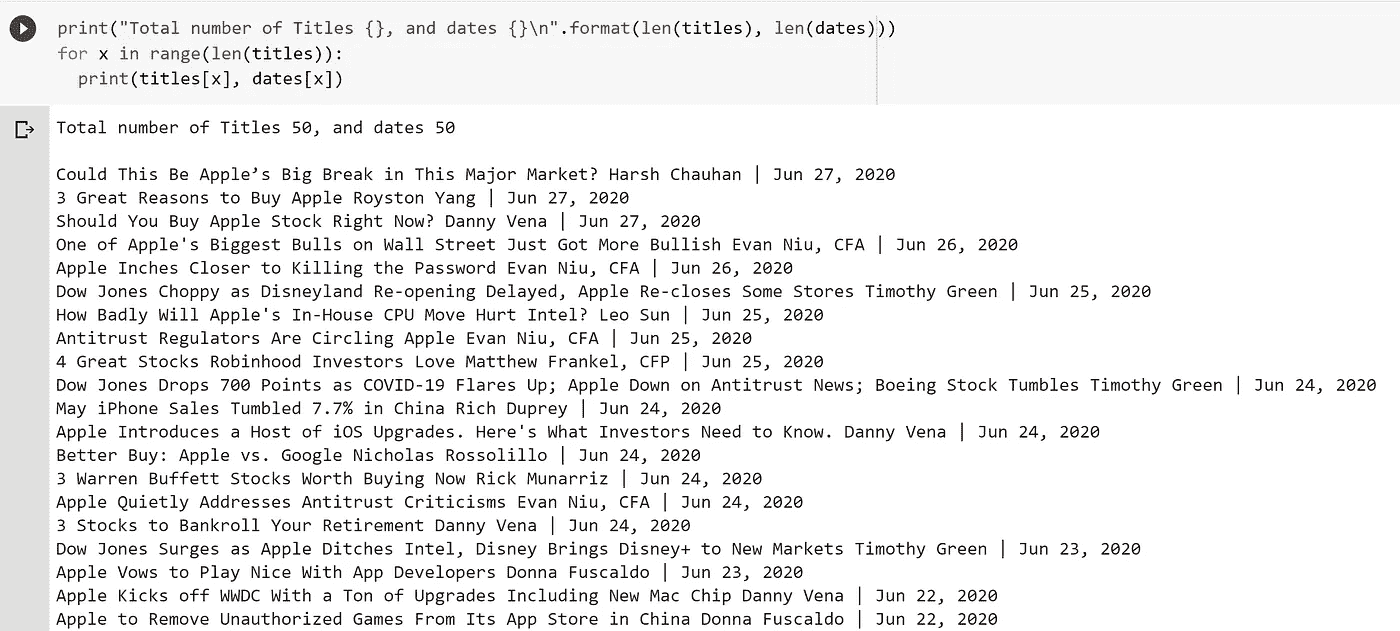 print("Total number of Titles {}, and dates {}\n".format(len(titles), len(dates)))
for x in range(len(titles)):
  print(titles[x], dates[x])
Total number of Titles 50, and dates 50
Could This Be Apple’s Big Break in This Major Market? Harsh Chauhan | Jun 27, 2020
3 Great Reasons to Buy Apple Royston Yang | Jun 27, 2020
Should You Buy Apple Stock Right Now? Danny Vena | Jun 27, 2020
One of Apple's Biggest Bulls on Wall Street Just Got More Bullish Evan Niu, CFA | Jun 26, 2020
Apple Inches Closer to Killing the Password Evan Niu, CFA | Jun 26, 2020
Dow Jones Choppy as Disneyland Re-opening Delayed, Apple Re-closes Some Stores Timothy Green | Jun 25, 2020
How Badly Will Apple's In-House CPU Move Hurt Intel? Leo Sun | Jun 25, 2020
Antitrust Regulators Are Circling Apple Evan Niu, CFA | Jun 25, 2020
4 Great Stocks Robinhood Investors Love Matthew Frankel, CFP | Jun 25, 2020
Dow Jones Drops 700 Points as COVID-19 Flares Up; Apple Down on Antitrust News; Boeing Stock Tumbles Timothy Green | Jun 24, 2020
May iPhone Sales Tumbled 7.7% in China Rich Duprey | Jun 24, 2020
Apple Introduces a Host of iOS Upgrades. Here's What Investors Need to Know. Danny Vena | Jun 24, 2020
Better Buy: Apple vs. Google Nicholas Rossolillo | Jun 24, 2020
3 Warren Buffett Stocks Worth Buying Now Rick Munarriz | Jun 24, 2020
Apple Quietly Addresses Antitrust Criticisms Evan Niu, CFA | Jun 24, 2020
3 Stocks to Bankroll Your Retirement Danny Vena | Jun 24, 2020
Dow Jones Surges as Apple Ditches Intel, Disney Brings Disney+ to New Markets Timothy Green | Jun 23, 2020
Apple Vows to Play Nice With App Developers Donna Fuscaldo | Jun 23, 2020
Apple Kicks off WWDC With a Ton of Upgrades Including New Mac Chip Danny Vena | Jun 22, 2020
Apple to Remove Unauthorized Games From Its App Store in China Donna Fuscaldo | Jun 22, 2020